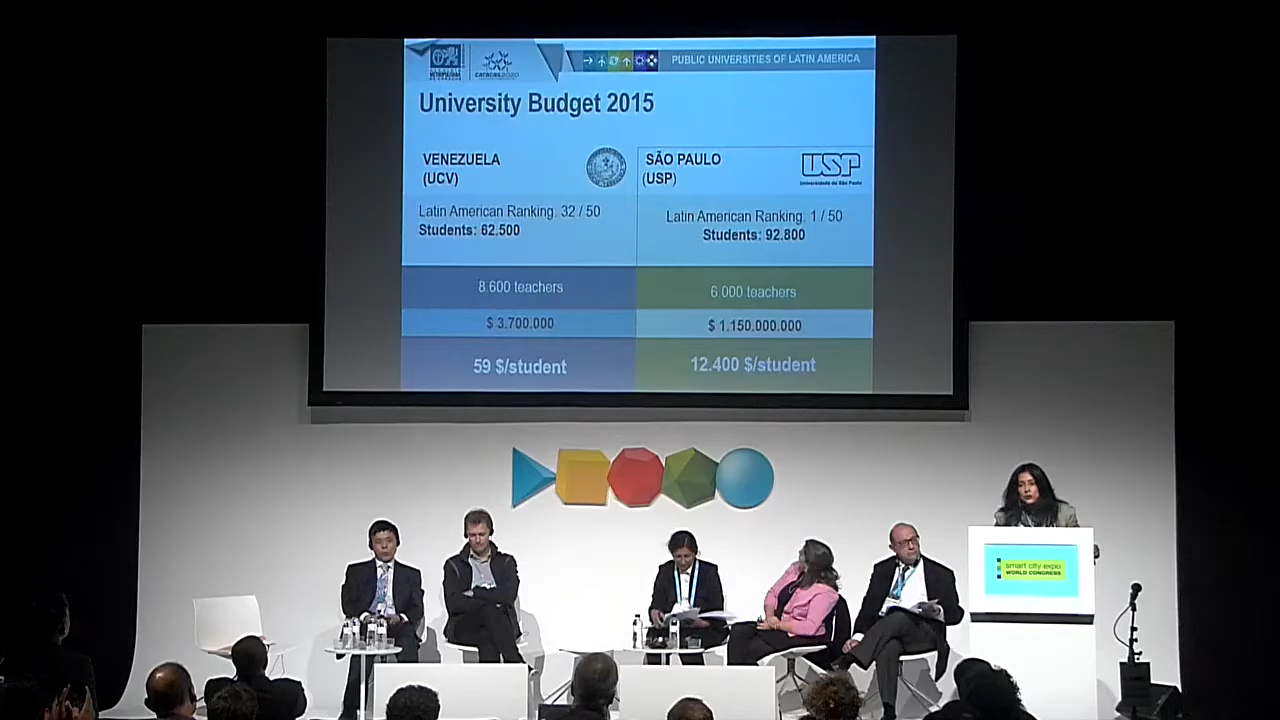 PUBLIC UNIVERSITIES OF LATIN AMERICA
University Budget 2015
VENEZUELA
(UCV)
Latin American Ranking: 32 / 50
Students: 62.500
8.600 teachers
$ 3.700.000
59 $/student
SÃO PAULO
(USP)
USP
Universidade de São Paulo
Latin American Ranking: 1 / 50
Students: 92.800
6.000 teachers
$ 1.150.000.000
12.400 $/student
smart city expo
WORLD CONGRESS